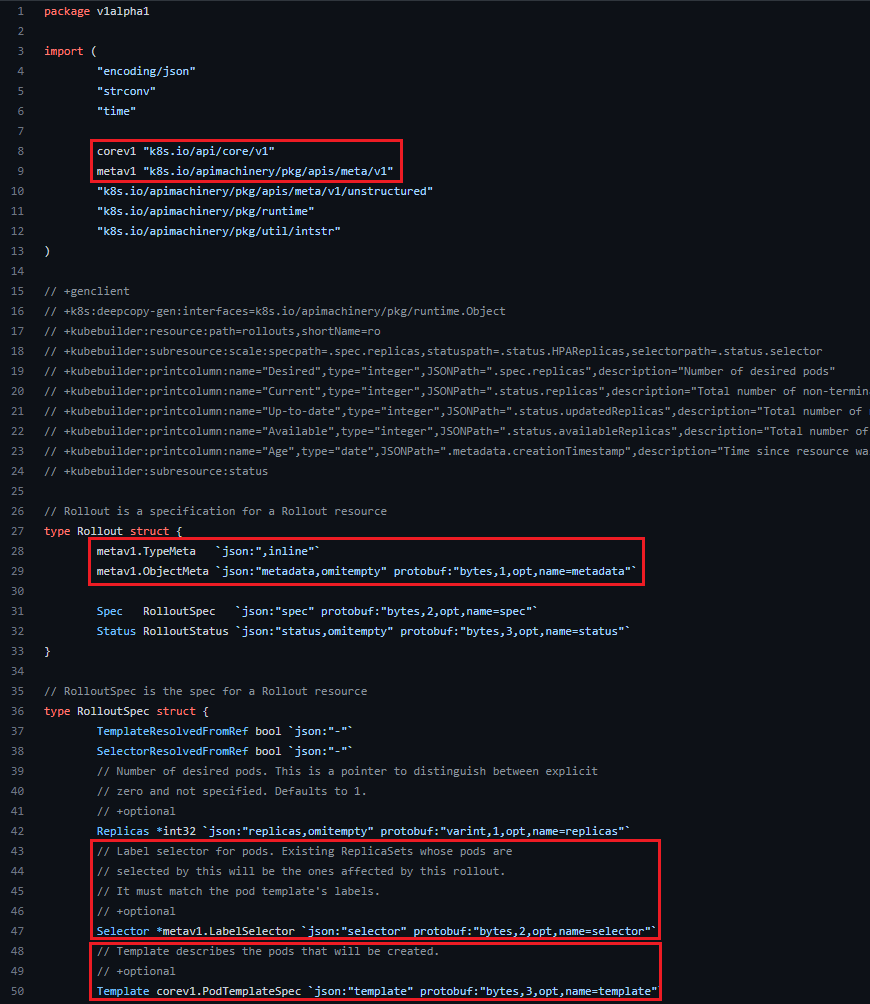 1 package v1alpha1
2
3 import (
4 "encoding/json"
5 "strconv"
6 "time"
7
8 corev1 "k8s.io/api/core/v1"
9 metav1 "k8s.io/apimachinery/pkg/apis/meta/v1"
10 "k8s.io/apimachinery/pkg/apis/meta/v1/unstructured"
11 "k8s.io/apimachinery/pkg/runtime"
12 "k8s.io/apimachinery/pkg/util/intstr"
13 )
14
15 // +genclient
16 // +k8s:deepcopy-gen:interfaces=k8s.io/apimachinery/pkg/runtime.Object
17 // +kubebuilder:resource:path=rollouts,shortName=ro
18 // +kubebuilder:subresource:scale:specpath=.spec.replicas,statuspath=.status.HPAReplicas,selectorpath=.status.selector
19 // +kubebuilder:printcolumn:name="Desired",type="integer",JSONPath=".spec.replicas",description="Number of desired pods"
20 // +kubebuilder:printcolumn:name="Current",type="integer",JSONPath=".status.replicas",description="Total number of non-termin
21 // +kubebuilder:printcolumn:name="Up-to-date",type="integer",JSONPath=".status.updatedReplicas",description="Total number of
22 // +kubebuilder:printcolumn:name="Available",type="integer",JSONPath=".status.availableReplicas",description="Total number of
23 // +kubebuilder:printcolumn:name="Age",type="date",JSONPath=".metadata.creationTimestamp",description="Time since resource wa
24 // +kubebuilder:subresource:status
25
26 // Rollout is a specification for a Rollout resource
27 type Rollout struct {
28 metav1.TypeMeta `json:",inline"`
29 metav1.ObjectMeta `json:"metadata,omitempty" protobuf:"bytes,1,opt,name=metadata"`
30
31 Spec RolloutSpec `json:"spec" protobuf:"bytes,2,opt,name=spec"`
32 Status RolloutStatus `json:"status,omitempty" protobuf:"bytes,3,opt,name=status"`
33 }
34
35 // RolloutSpec is the spec for a Rollout resource
36 type RolloutSpec struct {
37 TemplateResolvedFromRef bool `json:"-"`
38 SelectorResolvedFromRef bool `json:"-"`
39 // Number of desired pods. This is a pointer to distinguish between explicit
40 // zero and not specified. Defaults to 1.
41 // +optional
42 Replicas *int32 `json:"replicas,omitempty" protobuf:"varint,1,opt,name=replicas"`
43 // Label selector for pods. Existing ReplicaSets whose pods are
44 // selected by this will be the ones affected by this rollout.
45 // It must match the pod template's labels.
46 // +optional
47 Selector *metav1.LabelSelector `json:"selector" protobuf:"bytes,2,opt,name=selector"`
48 // Template describes the pods that will be created.
49 // +optional
50 Template corev1.PodTemplateSpec `json:"template" protobuf:"bytes,3,opt,name=template"`